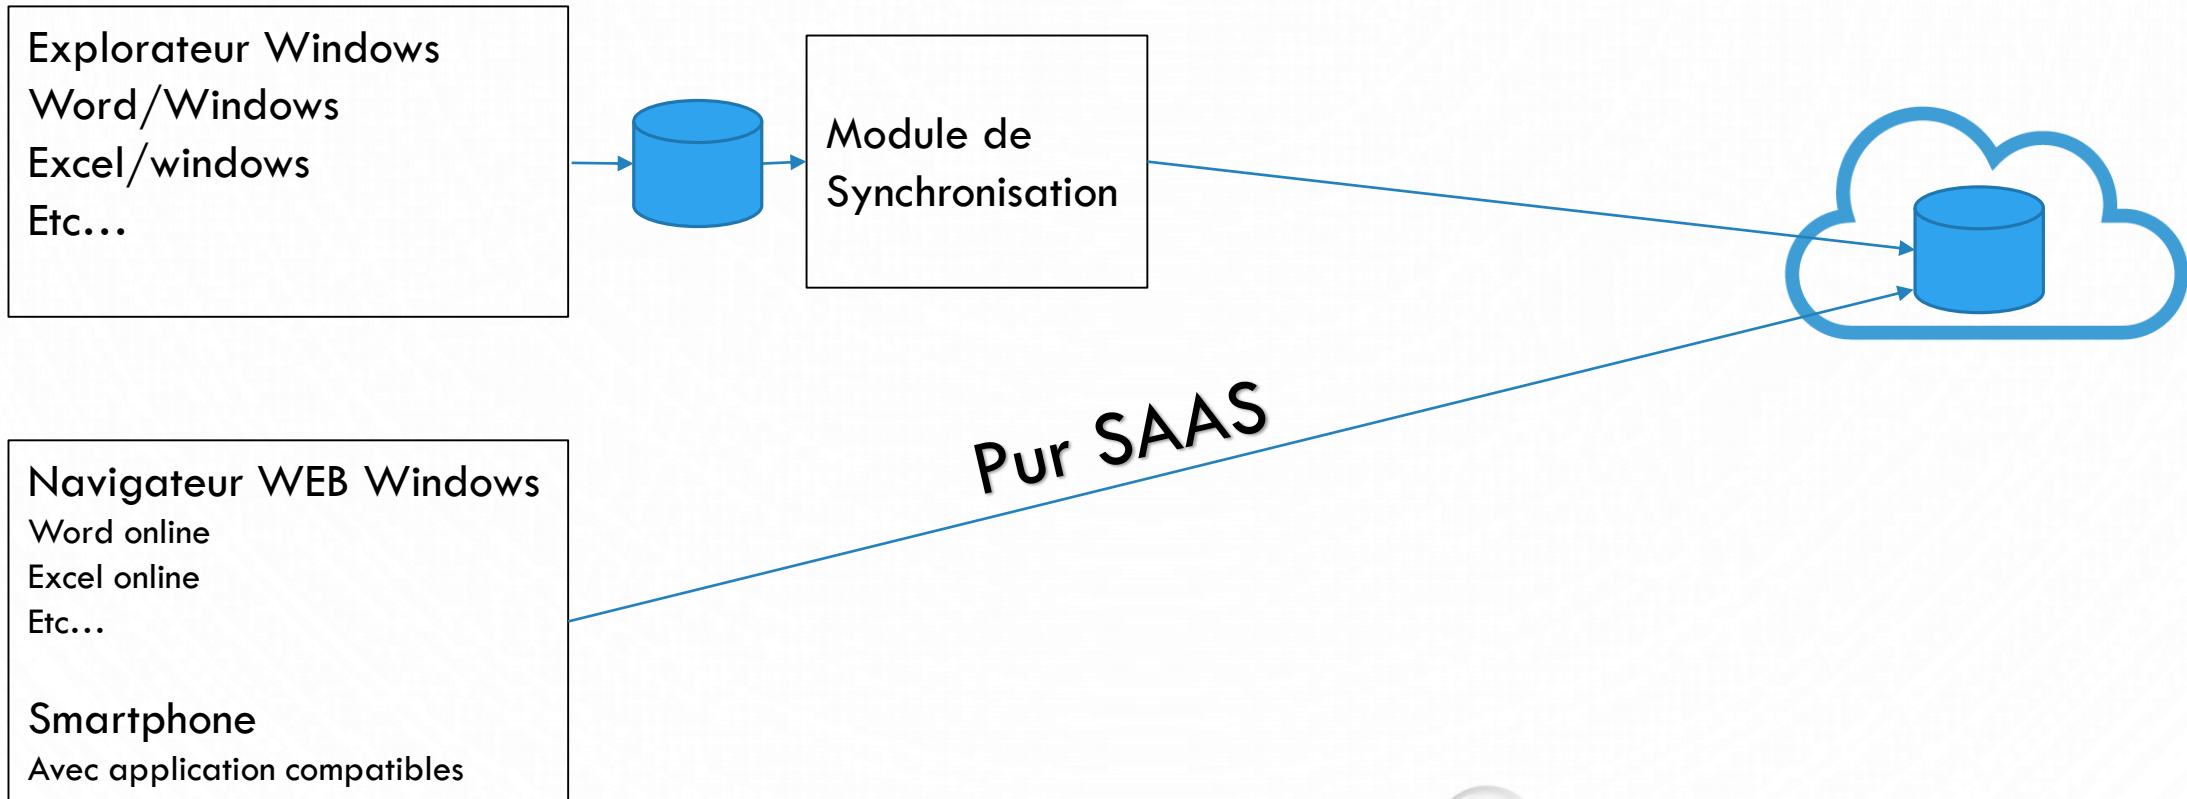 Explorateur Windows
Word/Windows
Excel/windows
Etc...
Module de
Synchronisation
Pur SAAS
Navigateur WEB Windows
Word online
Excel online
Etc...
Smartphone
Avec application compatibles